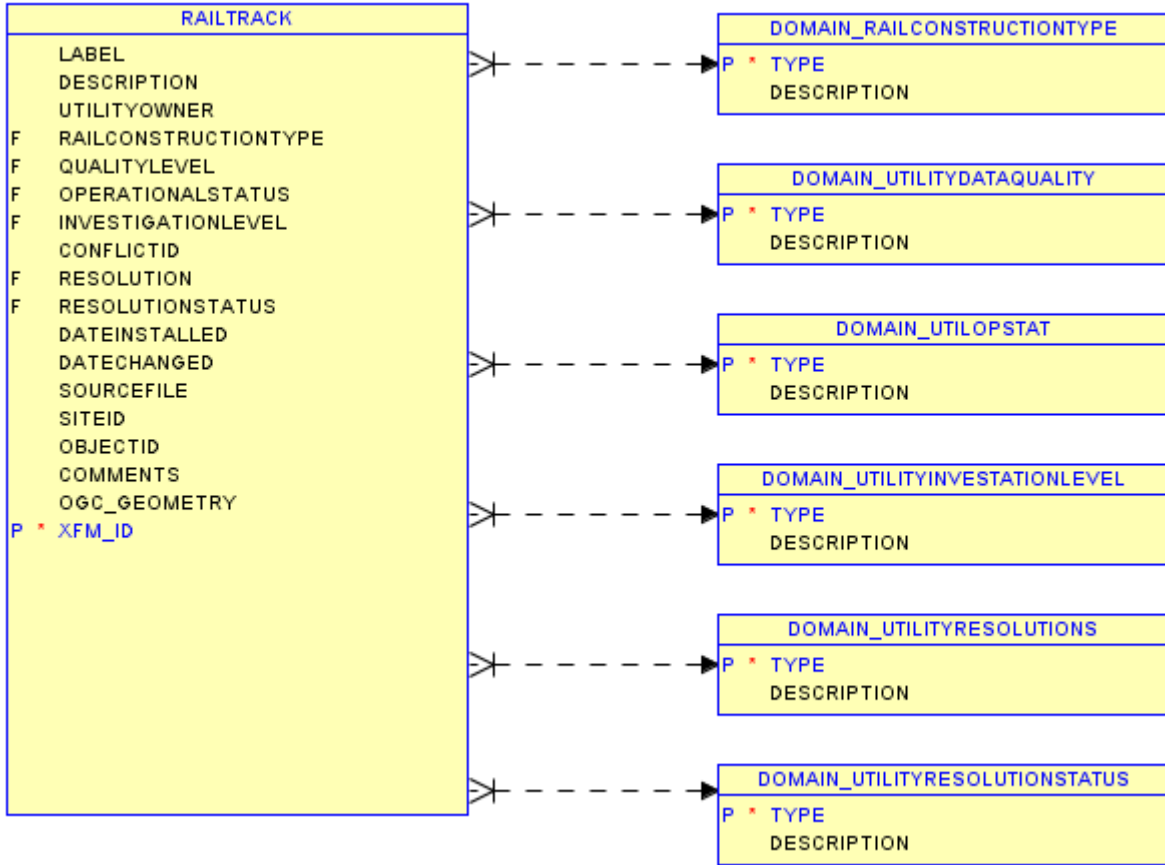 RAILTRACK
LABEL
DESCRIPTION
UTILITYOWNER
F RAILCONSTRUCTIONTYPE
F QUALITYLEVEL
F OPERATIONALSTATUS
F INVESTIGATIONLEVEL
CONFLICTID
F RESOLUTION
F RESOLUTIONSTATUS
DATEINSTALLED
DATECHANGED
SOURCEFILE
SITEID
OBJECTID
COMMENTS
OGC_GEOMETRY
P * XFM_ID
DOMAIN_RAILCONSTRUCTIONTYPE
P * TYPE
DESCRIPTION
DOMAIN_UTILITYDATAQUALITY
P * TYPE
DESCRIPTION
DOMAIN_UTILOPSTAT
P * TYPE
DESCRIPTION
DOMAIN_UTILITYINVESTATIONLEVEL
P * TYPE
DESCRIPTION
DOMAIN_UTILITYRESOLUTIONS
P * TYPE
DESCRIPTION
DOMAIN_UTILITYRESOLUTIONSTATUS
P * TYPE
DESCRIPTION